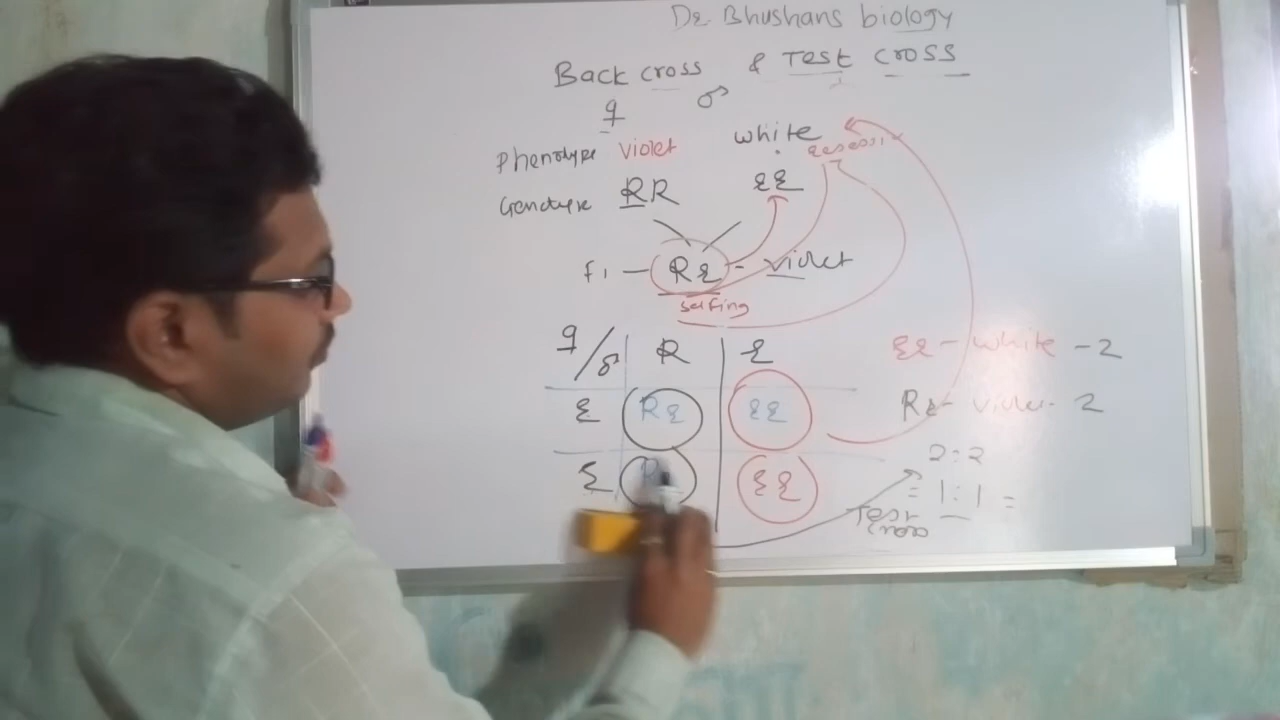 Dr Bhushans biology
Back cross & Test cross
♀ ♂
Phenotype Violet white
recessi
Genotype RR rr
F1 - Rr - violet
selfing
♀/♂ R r
r Rr rr
r R rr
rr - white - 2
Rr - violet - 2
2:2
= 1:1 =
Test cross